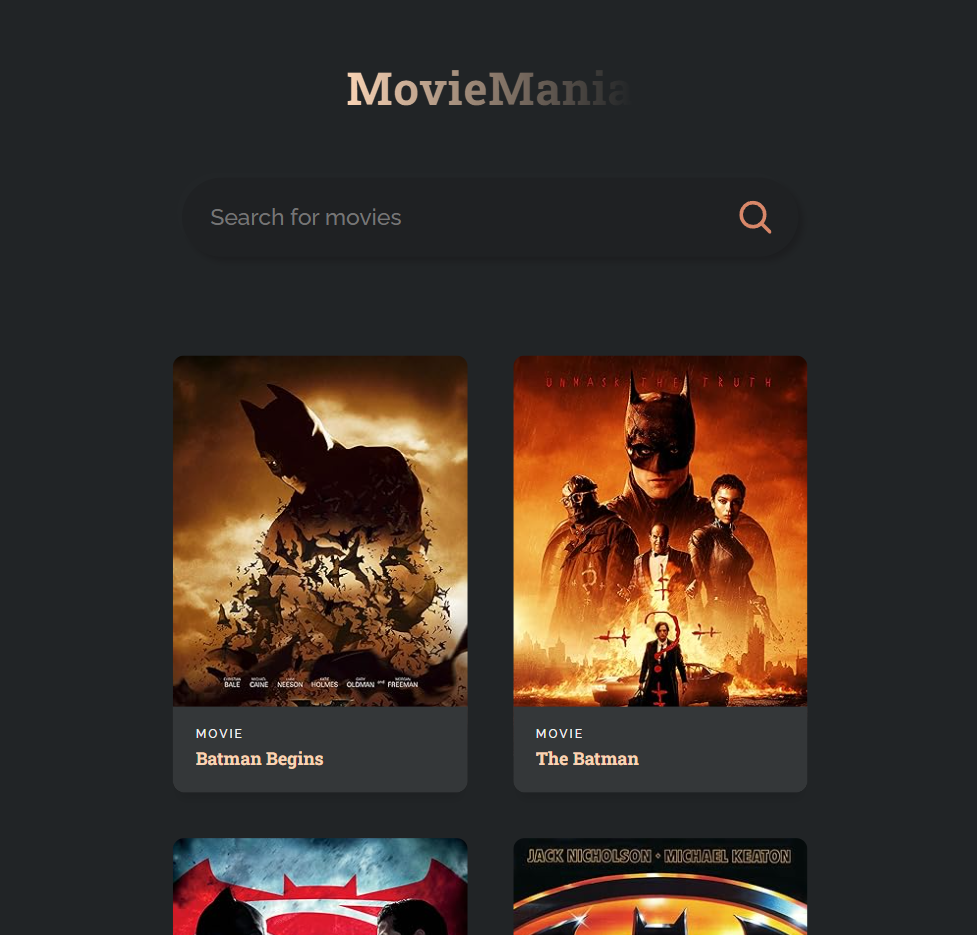 MovieMania
Search for movies
UNMASK THE TRUTH
CHRISTIAN MICHAEL LIAM KATIE GARY MORGAN
BALE CAINE NEESON HOLMES OLDMAN and FREEMAN
MOVIE
Batman Begins
MOVIE
The Batman
JACK NICHOLSON · MICHAEL KEATON